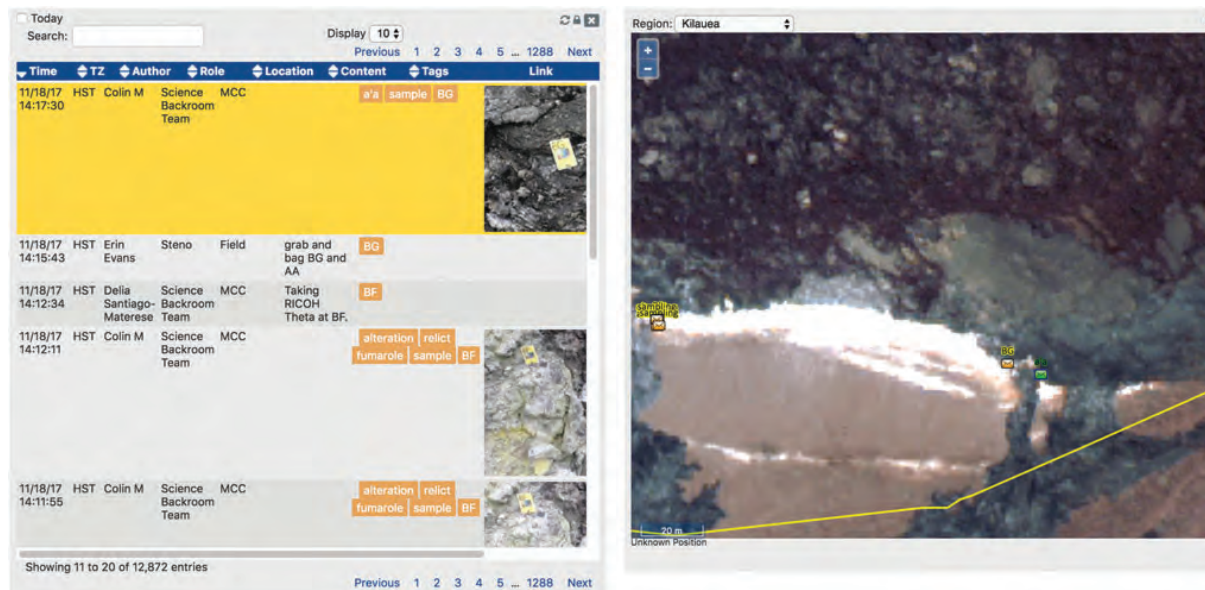 Today
Search:
Display 10
Previous 1 2 3 4 5 ... 1288 Next
Time TZ Author Role Location Content Tags Link
11/18/17 HST Colin M Science MCC a'a sample BG
14:17:30 Backroom
Team
BG
11/18/17 HST Erin Steno Field grab and BG
14:15:43 Evans bag BG and
AA
11/18/17 HST Delia Science MCC Taking BF
14:12:34 Santiago- Backroom RICOH
Materese Team Theta at BF.
11/18/17 HST Colin M Science MCC alteration relict
14:12:11 Backroom fumarole sample BF
Team
11/18/17 HST Colin M Science MCC alteration relict
14:11:55 Backroom fumarole sample BF
Team
Showing 11 to 20 of 12,872 entries
Previous 1 2 3 4 5 ... 1288 Next
Region: Kilauea
+
−
sampling
BG
20 m
Unknown Position